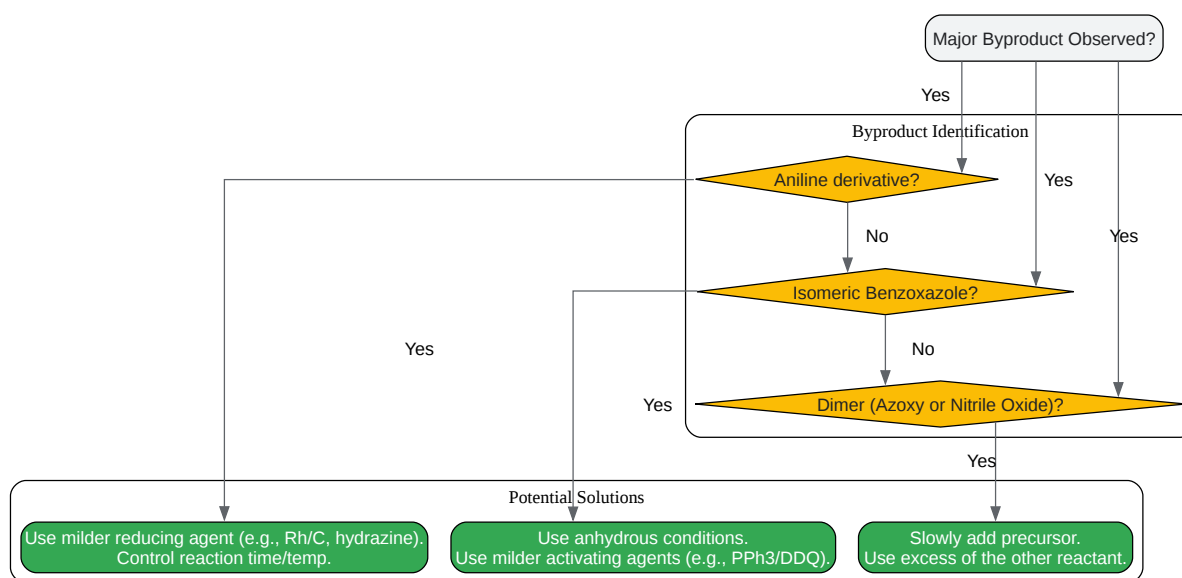 Major Byproduct Observed?
Yes
Byproduct Identification
Aniline derivative?
Yes
No
Yes
Isomeric Benzoxazole?
Yes
No
Yes
Dimer (Azoxy or Nitrile Oxide)?
Yes
Potential Solutions
Use milder reducing agent (e.g., Rh/C, hydrazine).
Control reaction time/temp.
Use anhydrous conditions.
Use milder activating agents (e.g., PPh3/DDQ).
Slowly add precursor.
Use excess of the other reactant.